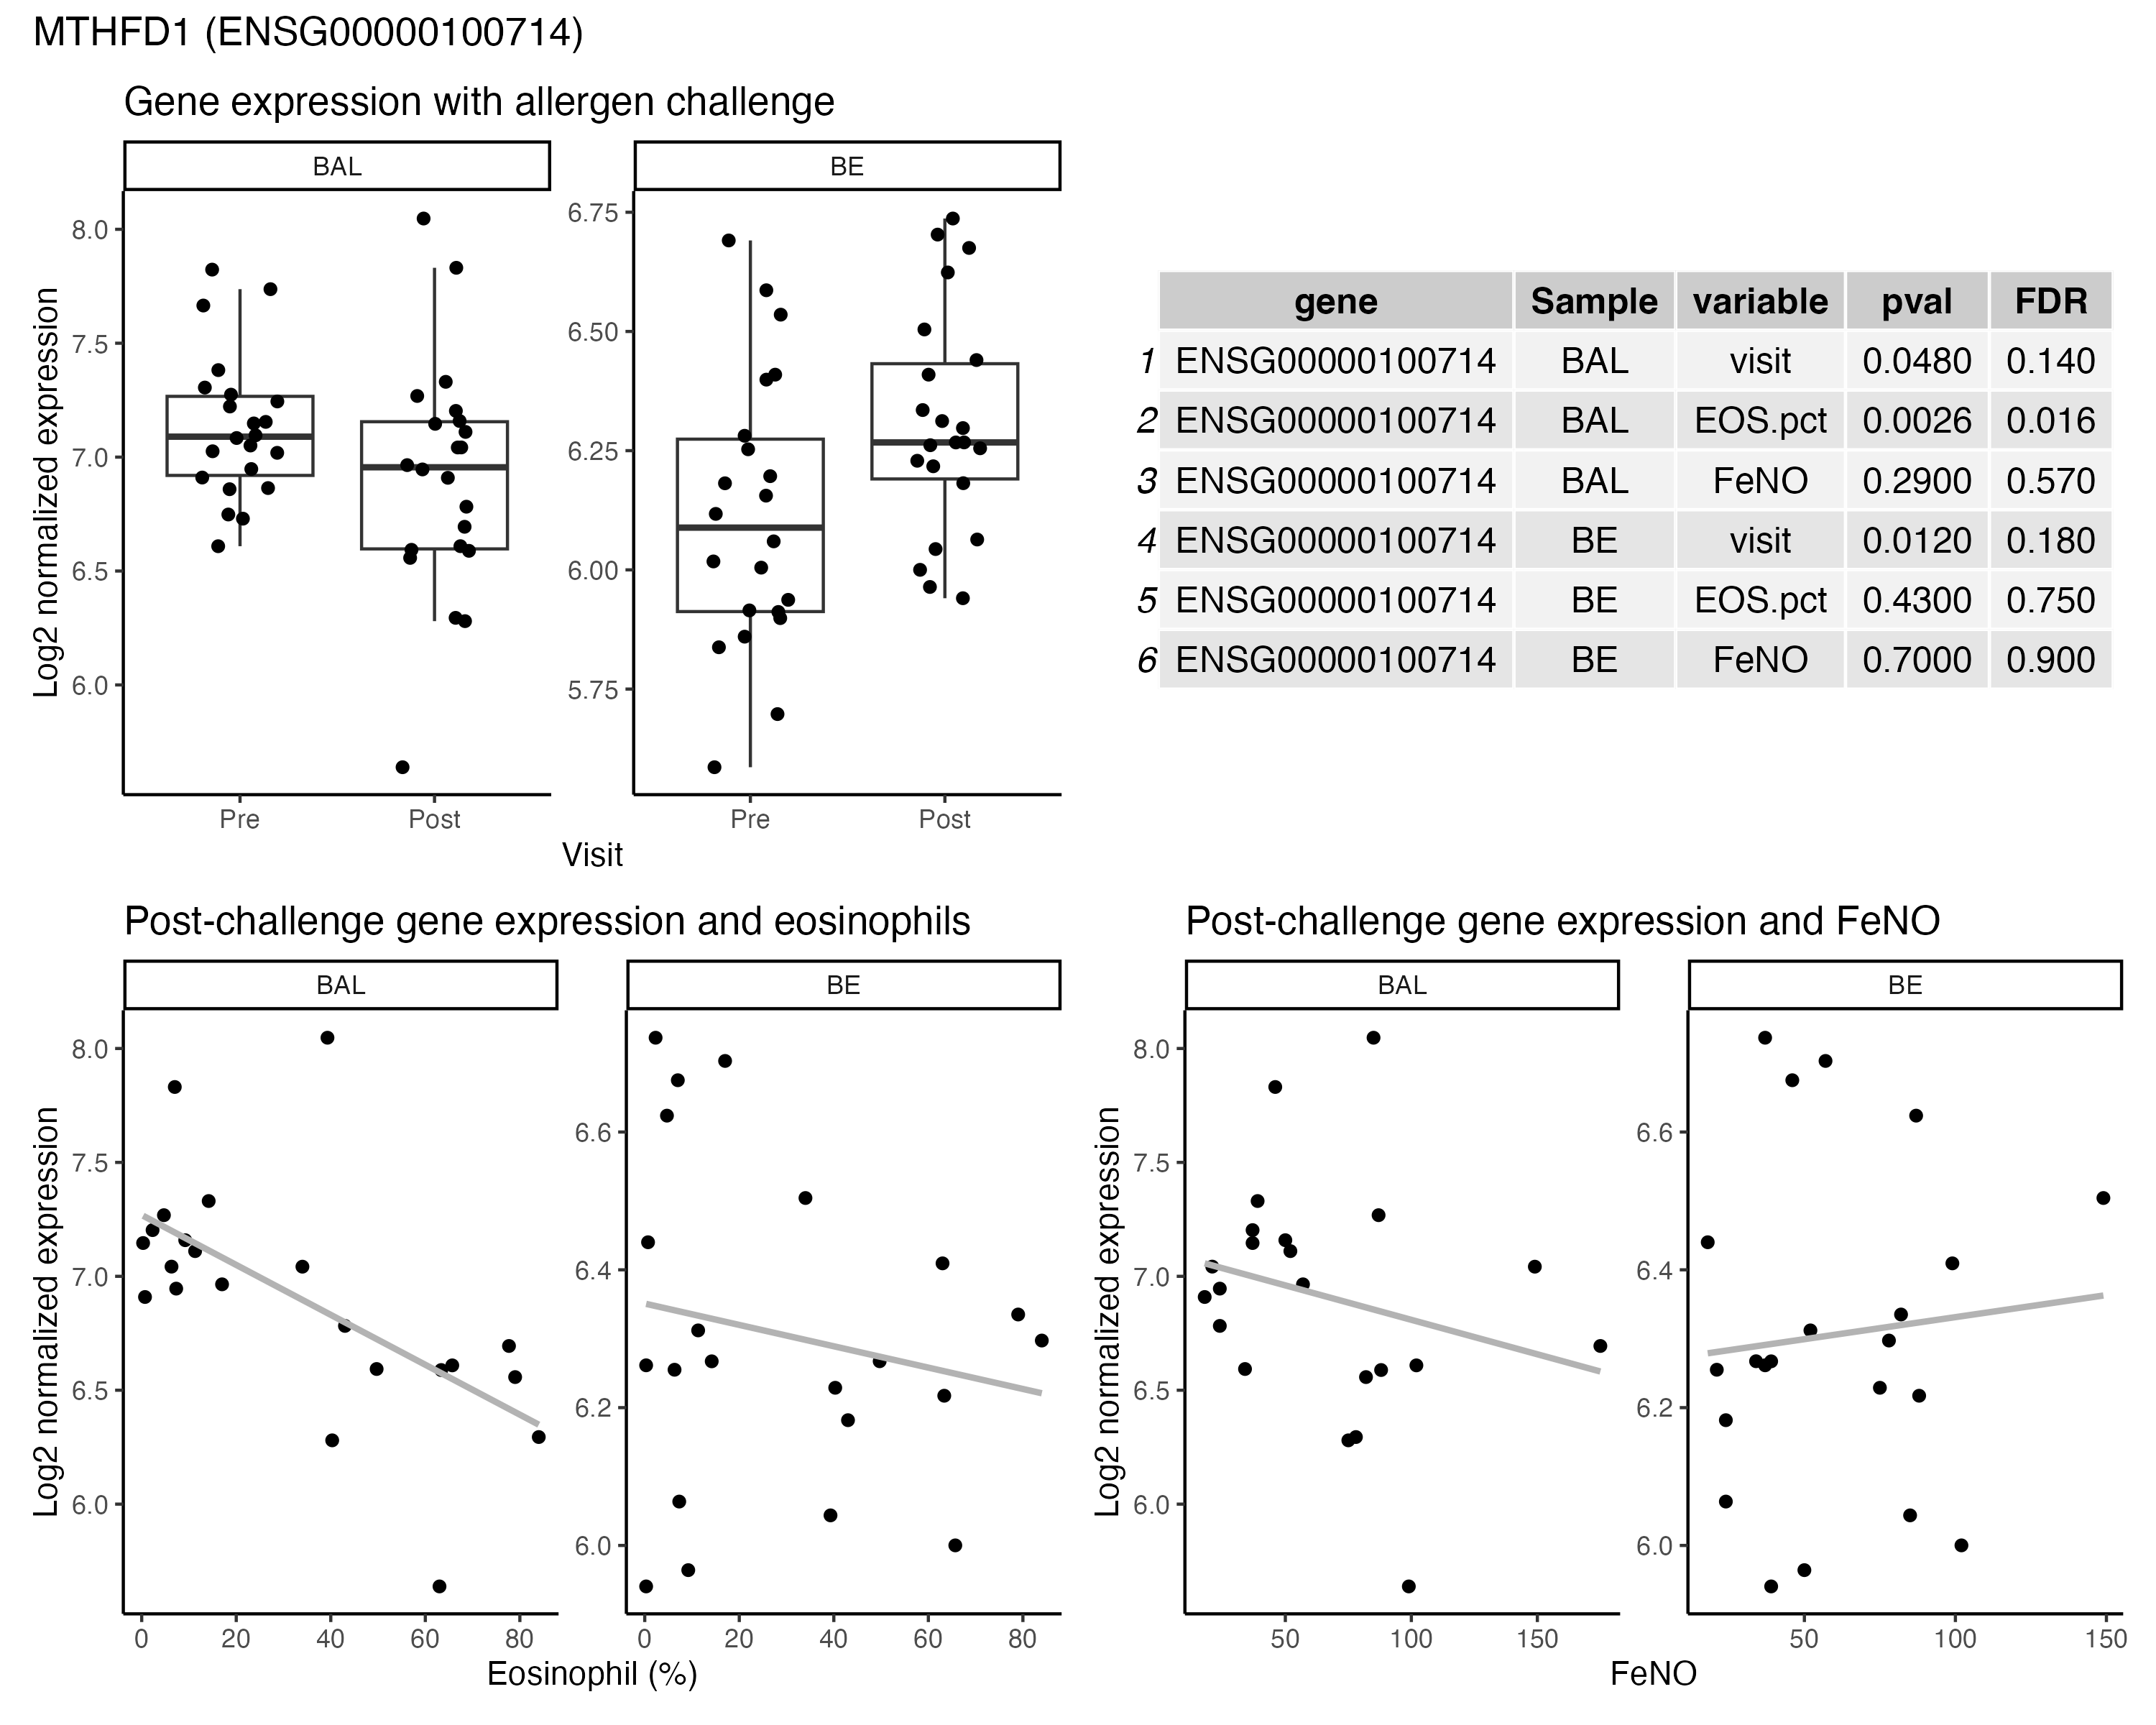 MTHFD1 (ENSG00000100714)
Gene expression with allergen challenge
BAL
BE
Log2 normalized expression
8.0
7.5
7.0
6.5
6.0
6.75
6.50
6.25
6.00
5.75
Pre
Post
Pre
Post
Visit
gene Sample variable pval FDR
1 ENSG00000100714 BAL visit 0.0480 0.140
2 ENSG00000100714 BAL EOS.pct 0.0026 0.016
3 ENSG00000100714 BAL FeNO 0.2900 0.570
4 ENSG00000100714 BE visit 0.0120 0.180
5 ENSG00000100714 BE EOS.pct 0.4300 0.750
6 ENSG00000100714 BE FeNO 0.7000 0.900
Post-challenge gene expression and eosinophils
BAL
BE
Log2 normalized expression
8.0
7.5
7.0
6.5
6.0
6.6
6.4
6.2
6.0
0 20 40 60 80
0 20 40 60 80
Eosinophil (%)
Post-challenge gene expression and FeNO
BAL
BE
Log2 normalized expression
8.0
7.5
7.0
6.5
6.0
6.6
6.4
6.2
6.0
50 100 150
50 100 150
FeNO